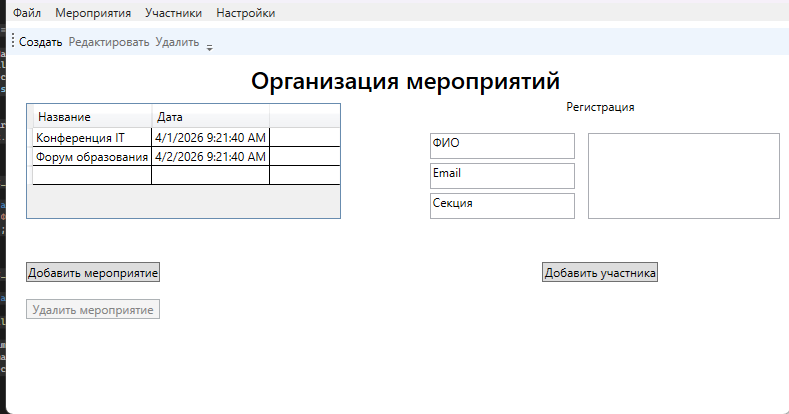 Файл Мероприятия Участники Настройки
Создать Редактировать Удалить
Организация мероприятий
Название Дата
Конференция IT 4/1/2026 9:21:40 AM
Форум образования 4/2/2026 9:21:40 AM
Регистрация
ФИО
Email
Секция
Добавить мероприятие
Добавить участника
Удалить мероприятие